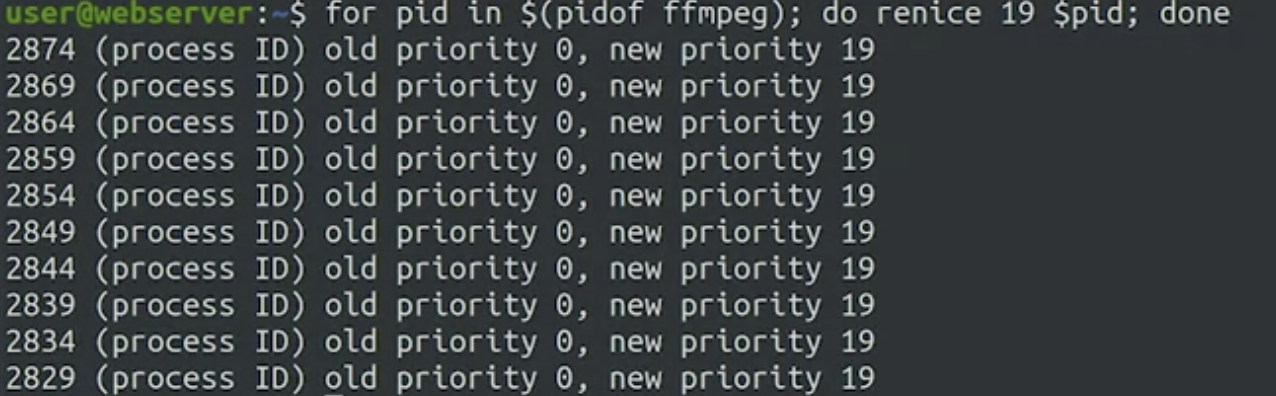 user@webserver:~$ for pid in $(pidof ffmpeg); do renice 19 $pid; done
2874 (process ID) old priority 0, new priority 19
2869 (process ID) old priority 0, new priority 19
2864 (process ID) old priority 0, new priority 19
2859 (process ID) old priority 0, new priority 19
2854 (process ID) old priority 0, new priority 19
2849 (process ID) old priority 0, new priority 19
2844 (process ID) old priority 0, new priority 19
2839 (process ID) old priority 0, new priority 19
2834 (process ID) old priority 0, new priority 19
2829 (process ID) old priority 0, new priority 19